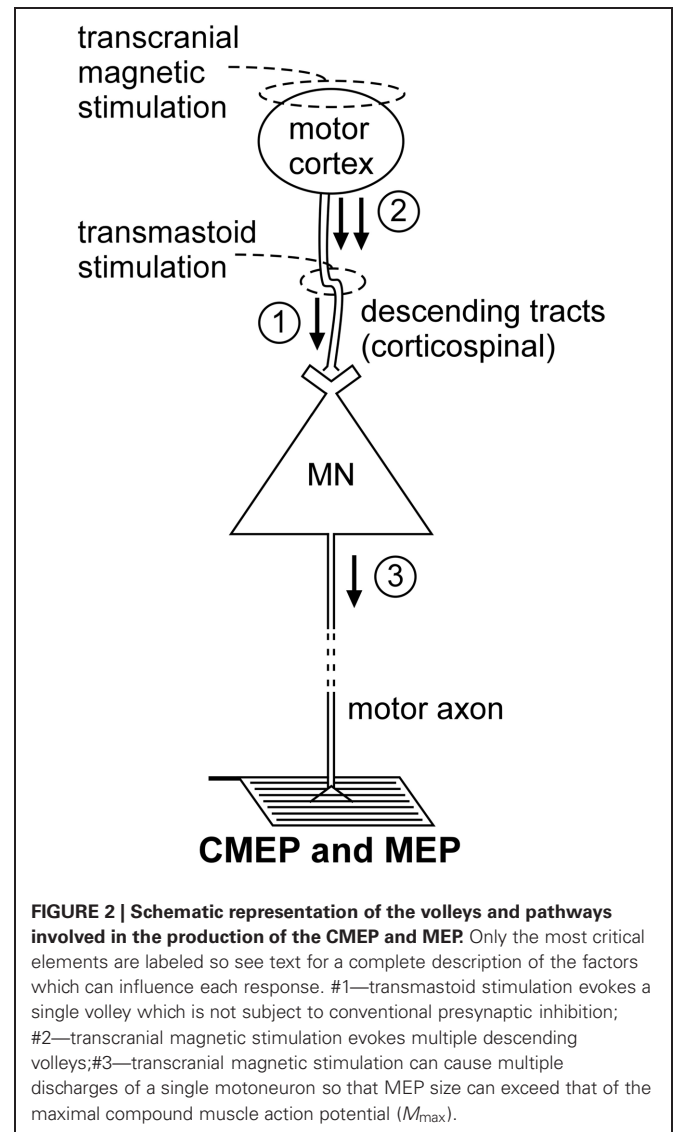 transcranial
magnetic
stimulation
motor
cortex
2
transmastoid
stimulation
1
descending tracts
(corticospinal)
MN
3
motor axon
CMEP and MEP
FIGURE 2 | Schematic representation of the volleys and pathways
involved in the production of the CMEP and MEP. Only the most critical
elements are labeled so see text for a complete description of the factors
which can influence each response. #1—transmastoid stimulation evokes a
single volley which is not subject to conventional presynaptic inhibition;
#2—transcranial magnetic stimulation evokes multiple descending
volleys;#3—transcranial magnetic stimulation can cause multiple
discharges of a single motoneuron so that MEP size can exceed that of the
maximal compound muscle action potential (Mmax).